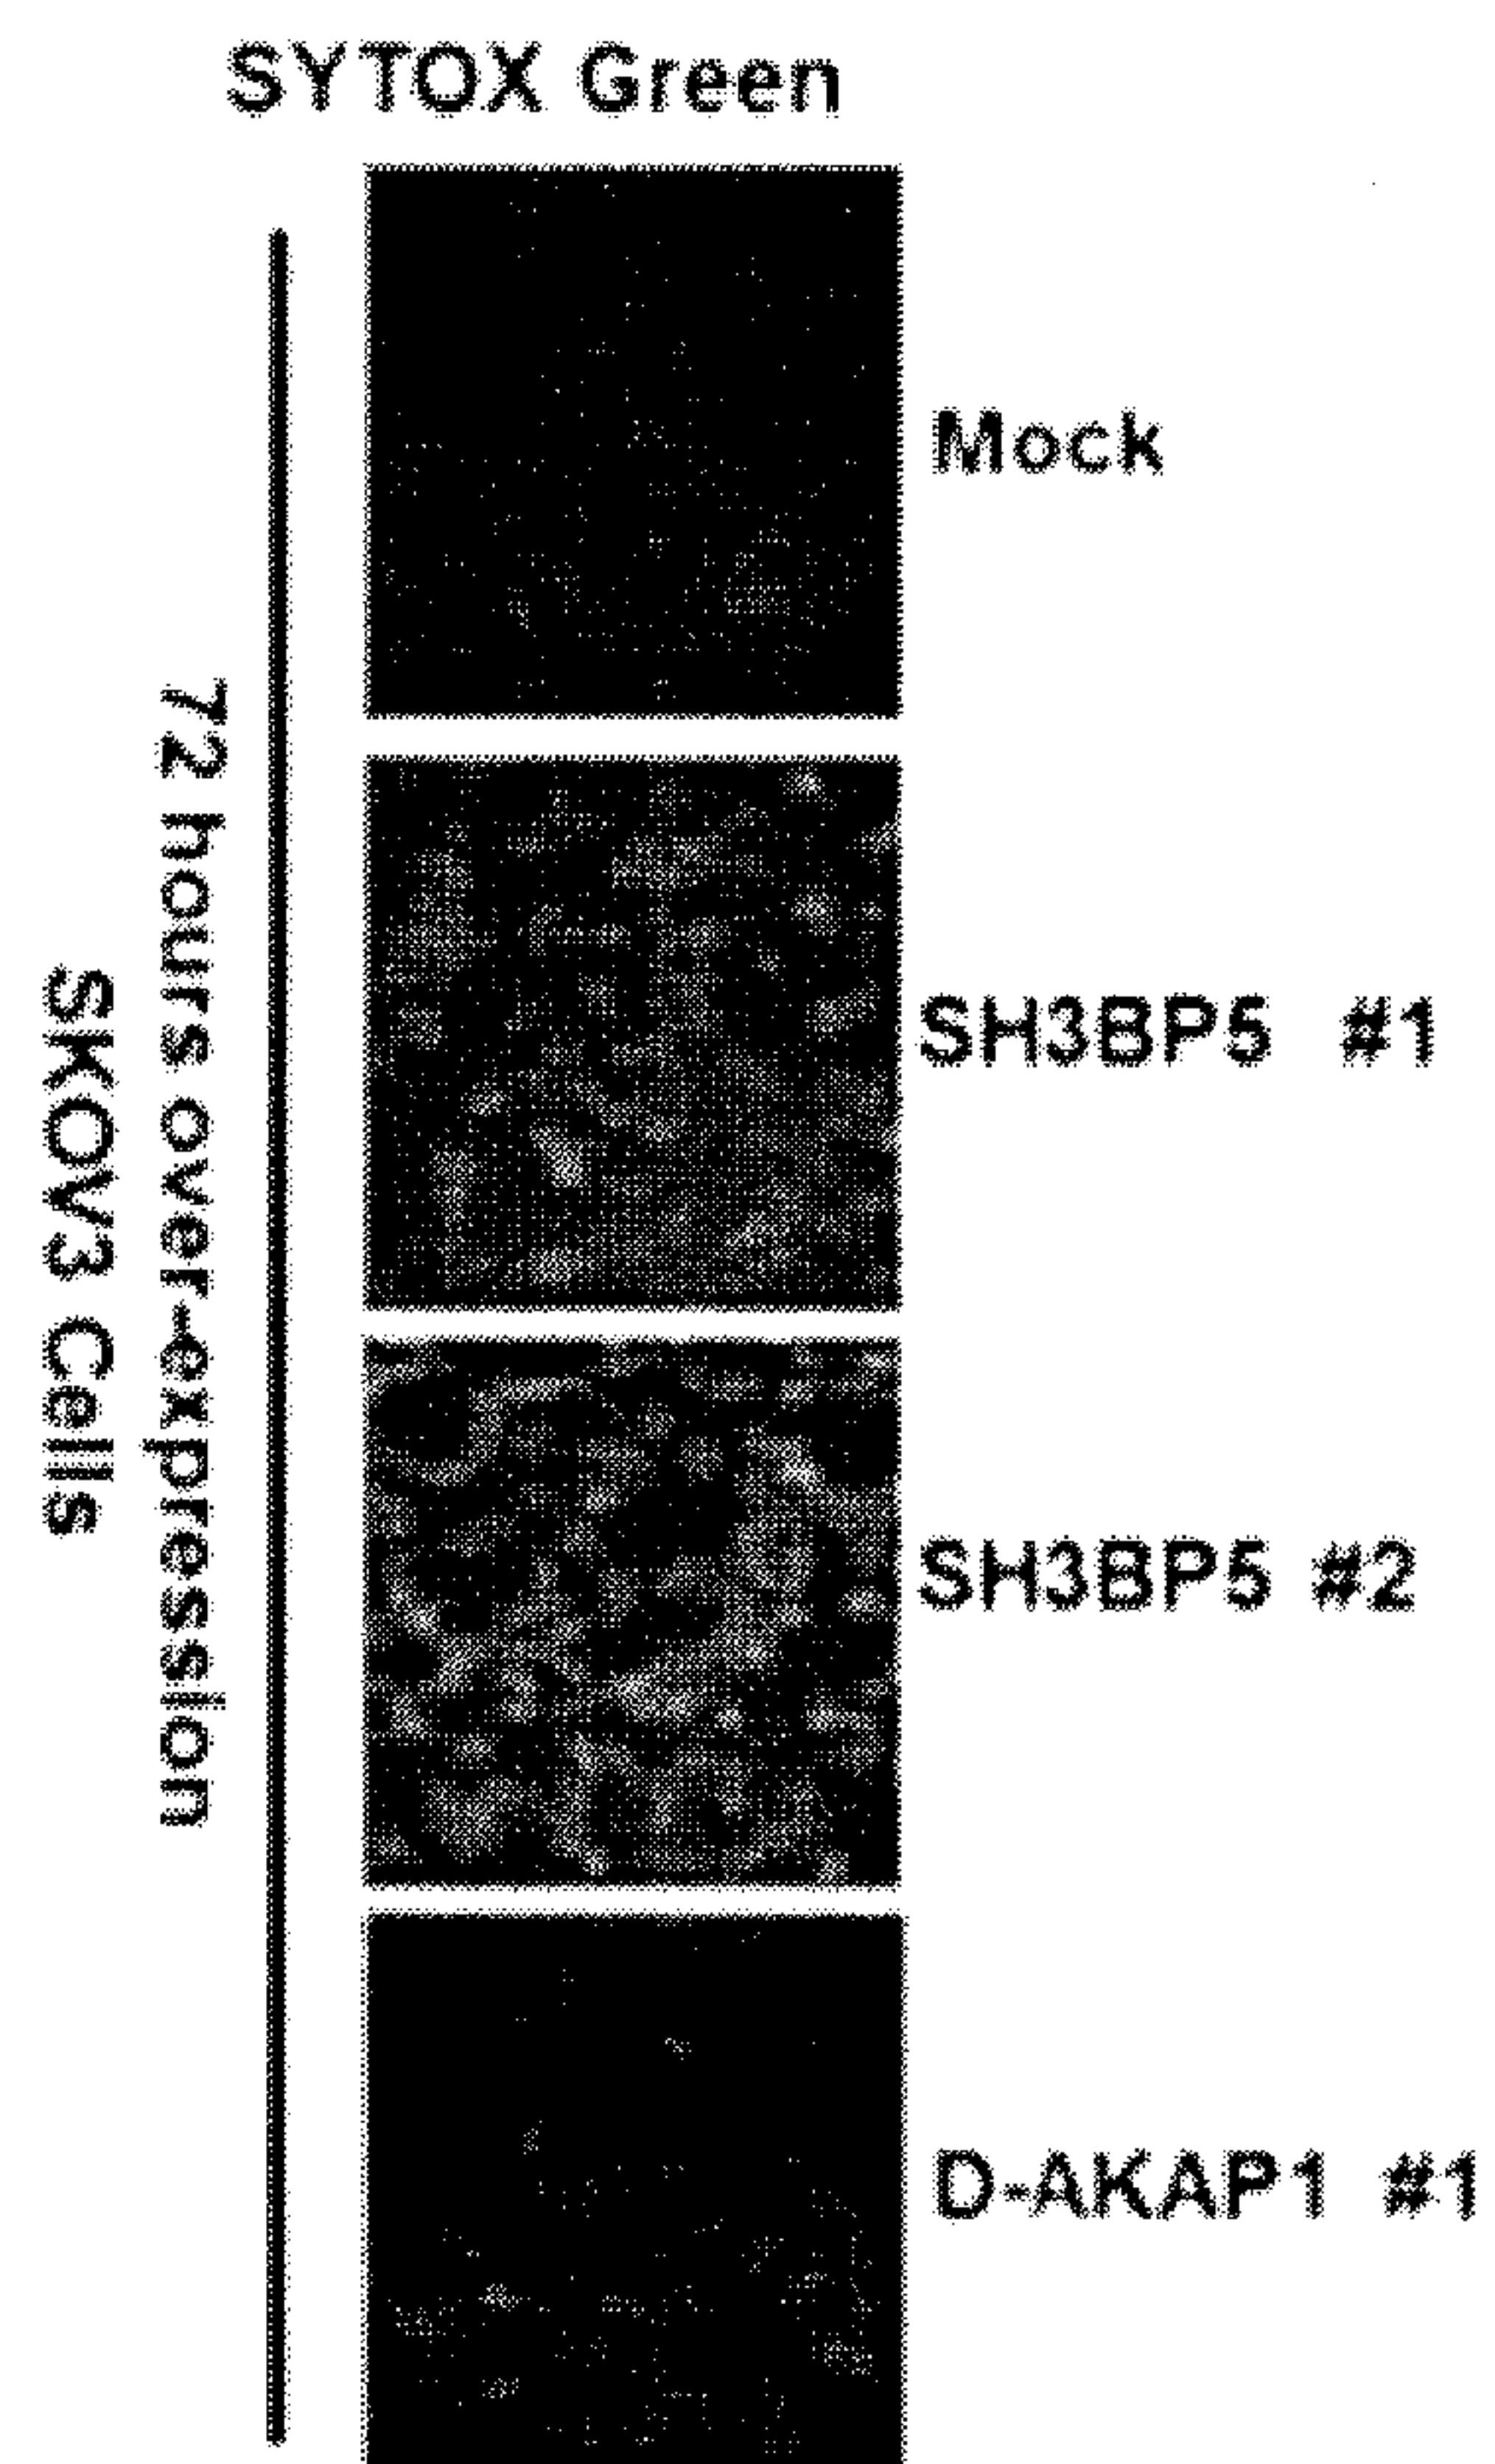 SYTOX Green
Mock
SH3BP5 #1
SH3BP5 #2
D-AKAP1 #1
72 hours over-expression
SKOV3 Cells